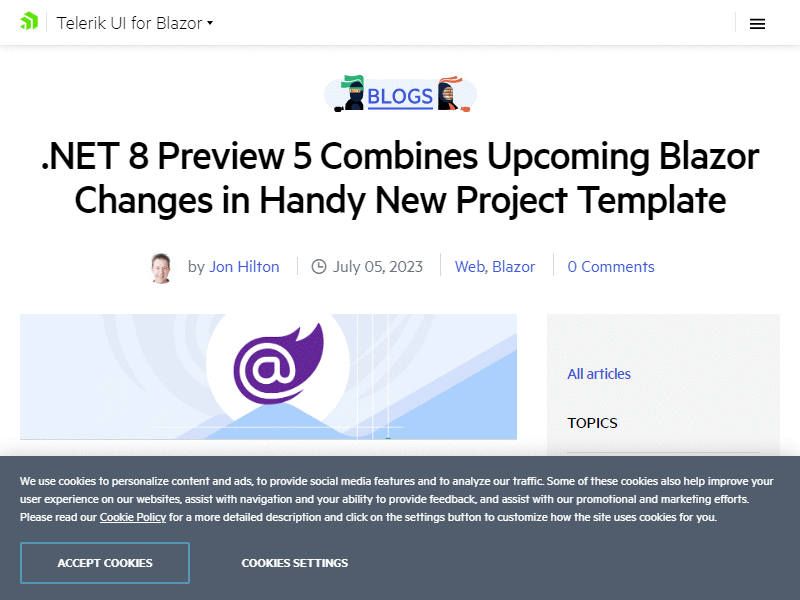 Telerik UI for Blazor
BLOGS
.NET 8 Preview 5 Combines Upcoming Blazor
Changes in Handy New Project Template
by Jon Hilton
July 05, 2023
Web, Blazor
0 Comments
@
All articles
TOPICS
We use cookies to personalize content and ads, to provide social media features and to analyze our traffic. Some of these cookies also help improve your
user experience on our websites, assist with navigation and your ability to provide feedback, and assist with our promotional and marketing efforts.
Please read our Cookie Policy for a more detailed description and click on the settings button to customize how the site uses cookies for you.
ACCEPT COOKIES
COOKIES SETTINGS